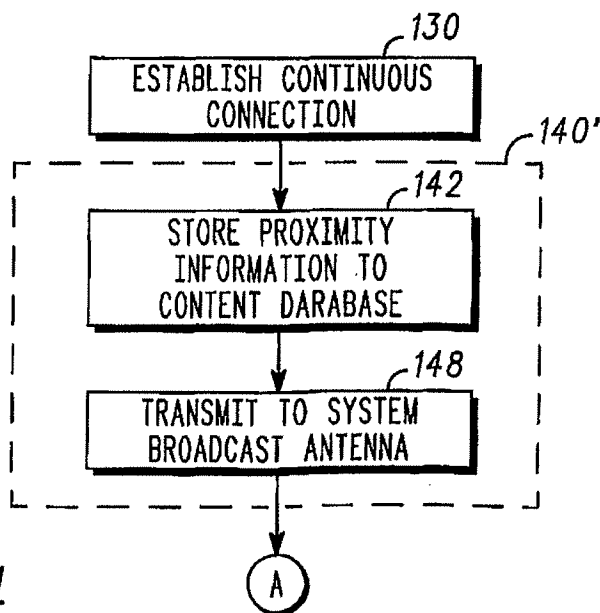 130
ESTABLISH CONTINUOUS
CONNECTION
140'
142
STORE PROXIMITY
INFORMATION TO
CONTENT DARABASE
148
TRANSMIT TO SYSTEM
BROADCAST ANTENNA
A